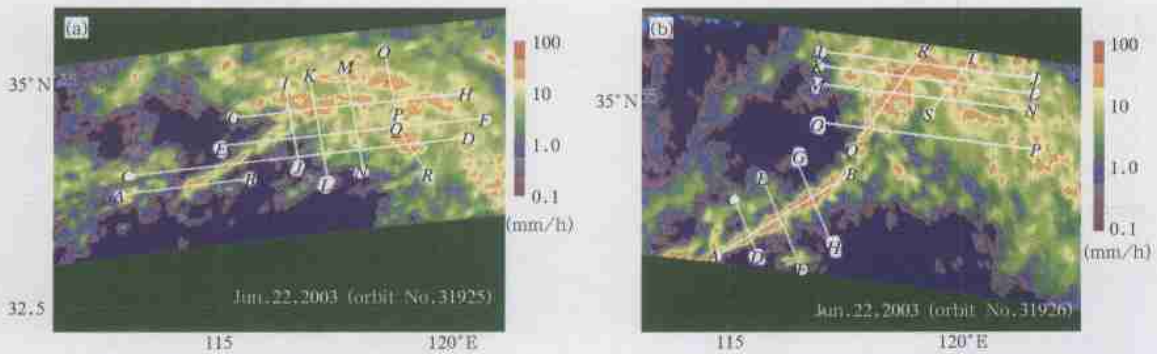 (a)
35°N
32.5
115
120°E
O
K
M
I
G
H
P
F
E
Q
D
C
J
B
L
N
R
A
Jun.22,2003 (orbit No.31925)
100
10
1.0
0.1
(mm/h)
(b)
35°N
115
120°E
I
R
L
K
J
S
N
O
P
Q
G
E
B
H
A
D
F
Jun.22,2003 (orbit No.31926)
100
10
1.0
0.1
(mm/h)